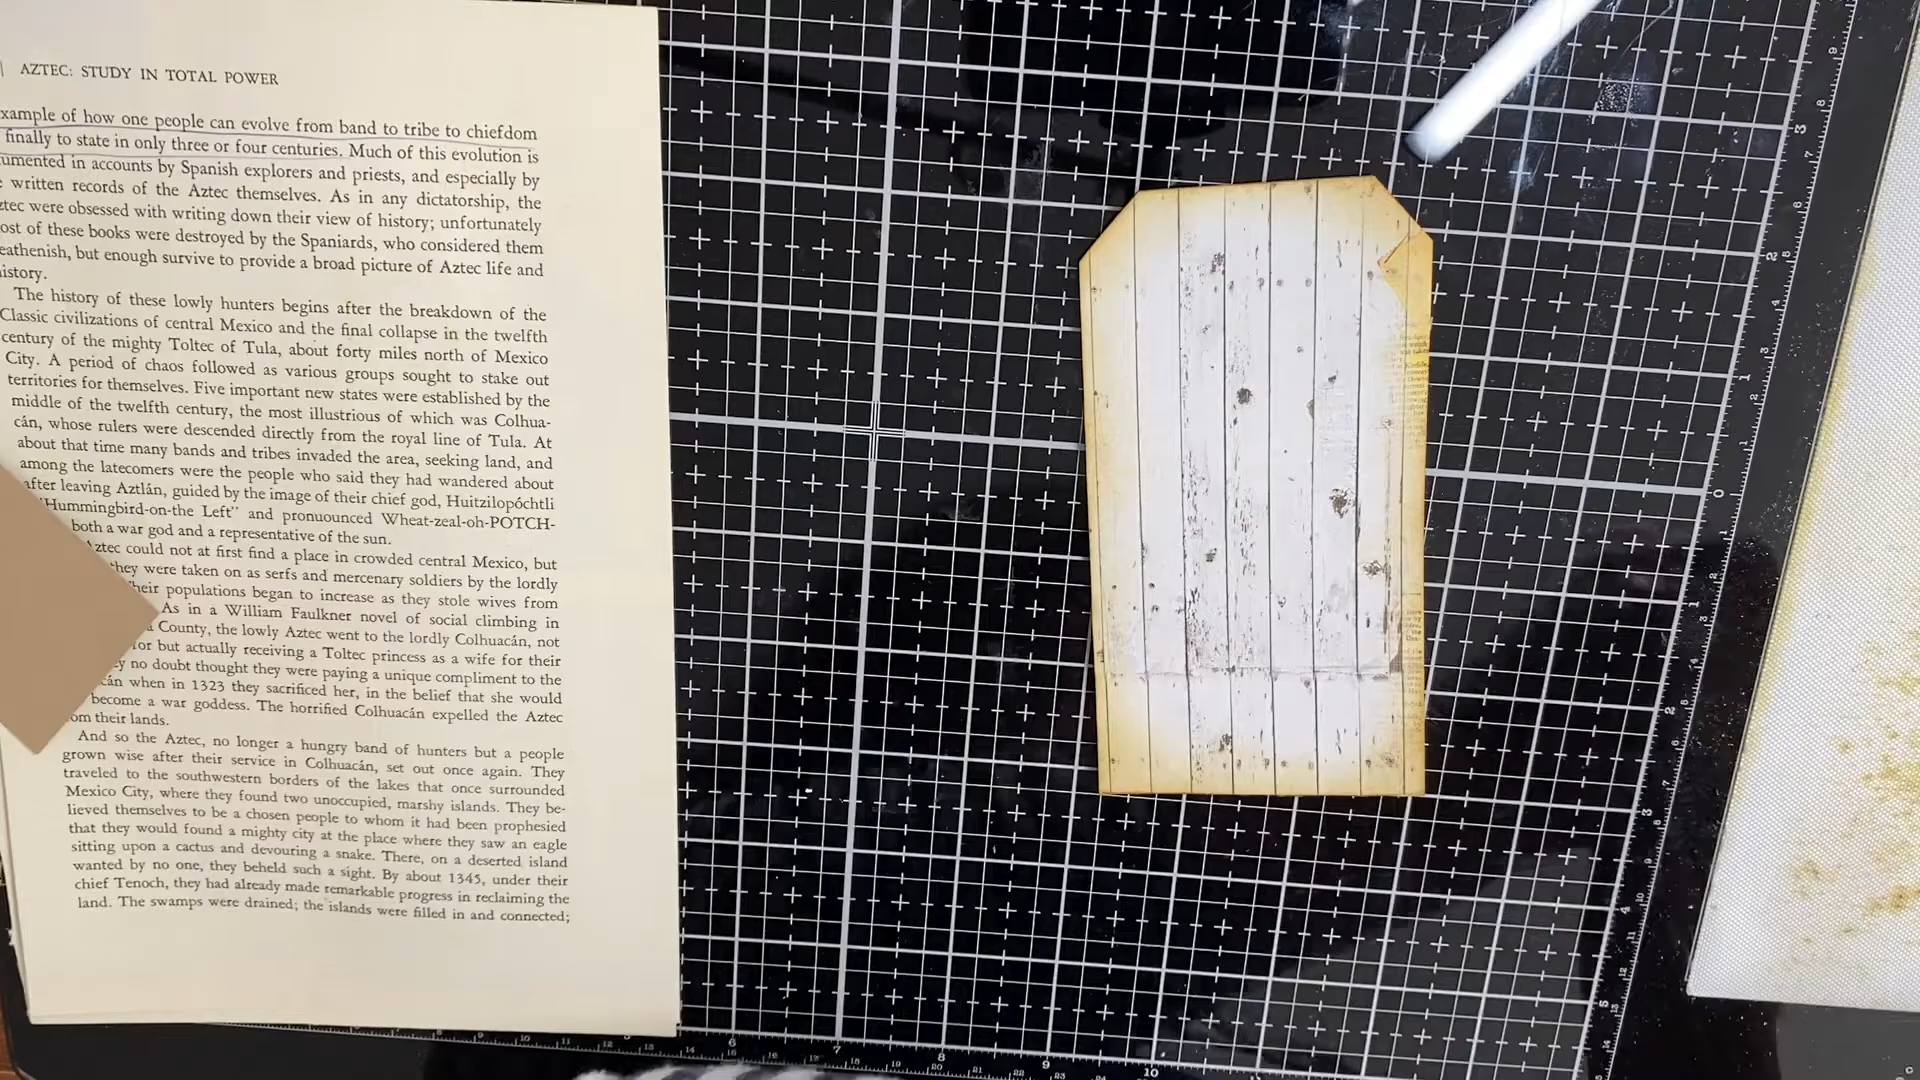 AZTEC: STUDY IN TOTAL POWER
xample of how one people can evolve from band to tribe to chiefdom
finally to state in only three or four centuries. Much of this evolution is
umented in accounts by Spanish explorers and priests, and especially by
written records of the Aztec themselves. As in any dictatorship, the
ztec were obsessed with writing down their view of history; unfortunately
ost of these books were destroyed by the Spaniards, who considered them
eathenish, but enough survive to provide a broad picture of Aztec life and
istory.
The history of these lowly hunters begins after the breakdown of the
Classic civilizations of central Mexico and the final collapse in the twelfth
century of the mighty Toltec of Tula, about forty miles north of Mexico
City. A period of chaos followed as various groups sought to stake out
territories for themselves. Five important new states were established by the
middle of the twelfth century, the most illustrious of which was Colhua-
cán, whose rulers were descended directly from the royal line of Tula. At
about that time many bands and tribes invaded the area, seeking land, and
among the latecomers were the people who said they had wandered about
after leaving Aztlán, guided by the image of their chief god, Huitzilopóchtli
"Hummingbird-on-the Left" and pronuounced Wheat-zeal-oh-POTCH-
both a war god and a representative of the sun.
Aztec could not at first find a place in crowded central Mexico, but
they were taken on as serfs and mercenary soldiers by the lordly
heir populations began to increase as they stole wives from
As in a William Faulkner novel of social climbing in
County, the lowly Aztec went to the lordly Colhuacán, not
for but actually receiving a Toltec princess as a wife for their
ey no doubt thought they were paying a unique compliment to the
cán when in 1323 they sacrificed her, in the belief that she would
become a war goddess. The horrified Colhuacán expelled the Aztec
om their lands.
And so the Aztec, no longer a hungry band of hunters but a people
grown wise after their service in Colhuacán, set out once again. They
traveled to the southwestern borders of the lakes that once surrounded
Mexico City, where they found two unoccupied, marshy islands. They be-
lieved themselves to be a chosen people to whom it had been prophesied
that they would found a mighty city at the place where they saw an eagle
sitting upon a cactus and devouring a snake. There, on a deserted island
wanted by no one, they beheld such a sight. By about 1345, under their
chief Tenoch, they had already made remarkable progress in reclaiming the
land. The swamps were drained; the islands were filled in and connected;